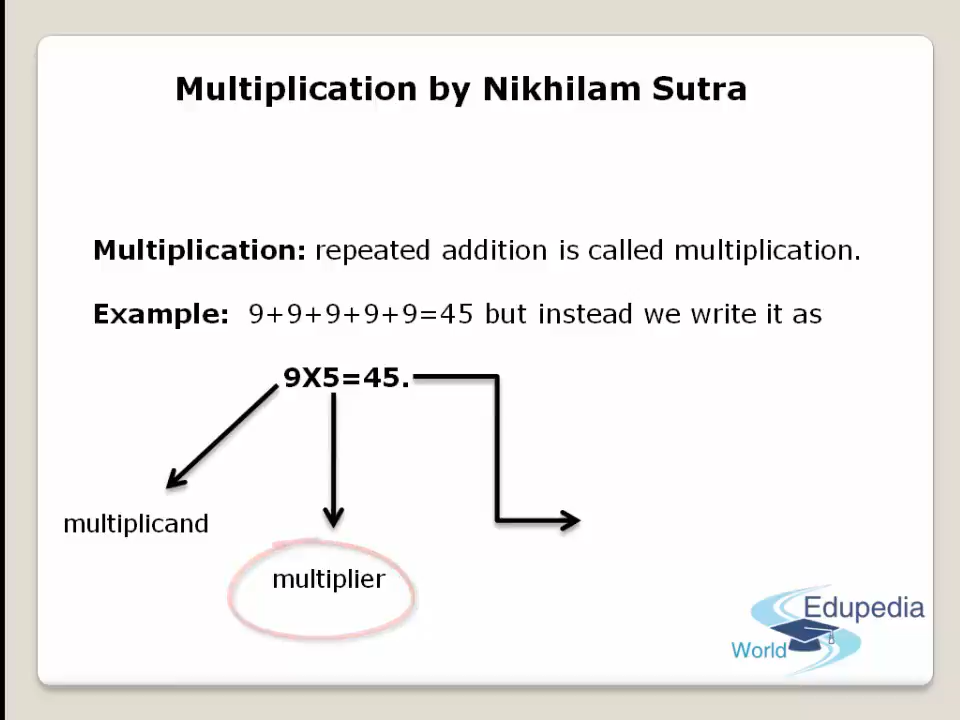 Multiplication by Nikhilam Sutra
Multiplication: repeated addition is called multiplication.
Example: 9+9+9+9+9=45 but instead we write it as
9X5=45.
multiplicand
multiplier
Edupedia
World